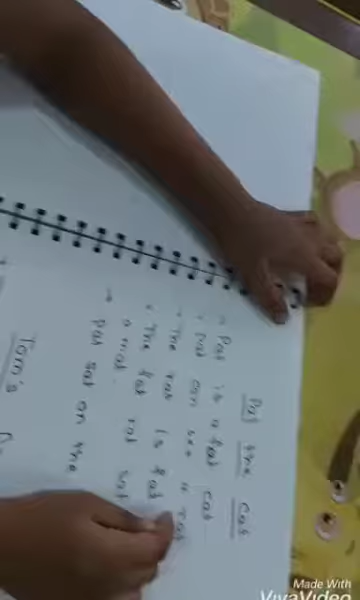 Pat the Cat
- Pat is a fat cat
- Pat can see a rat
- The rat is fat
- The fat rat sat
a mat.
- Pat sat on the
Tom's
Made With
VivaVideo